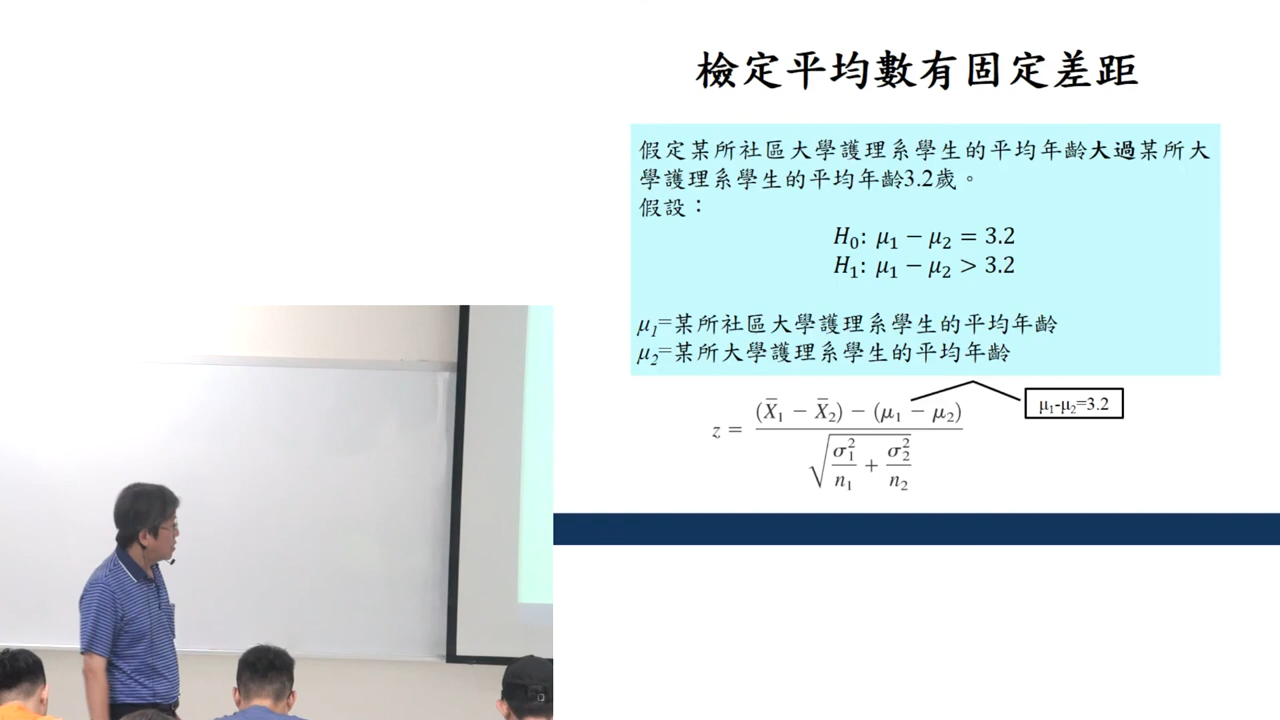 檢定平均數有固定差距
假定某所社區大學護理系學生的平均年齡大過某所大
學護理系學生的平均年齡3.2歲。
假設：
H₀: μ₁ − μ₂ = 3.2
H₁: μ₁ − μ₂ > 3.2
μ₁=某所社區大學護理系學生的平均年齡
μ₂=某所大學護理系學生的平均年齡
z = ((X̄₁ − X̄₂) − (μ₁ − μ₂)) / √(σ₁²/n₁ + σ₂²/n₂)
μ₁-μ₂=3.2